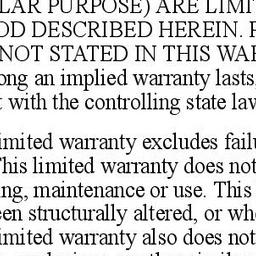 LAR PURPOSE) ARE LIMIT
OD DESCRIBED HEREIN.
NOT STATED IN THIS WAR
ong an implied warranty lasts,
t with the controlling state law
imited warranty excludes failu
This limited warranty does not
ng, maintenance or use. This
en structurally altered, or whe
imited warranty also does not